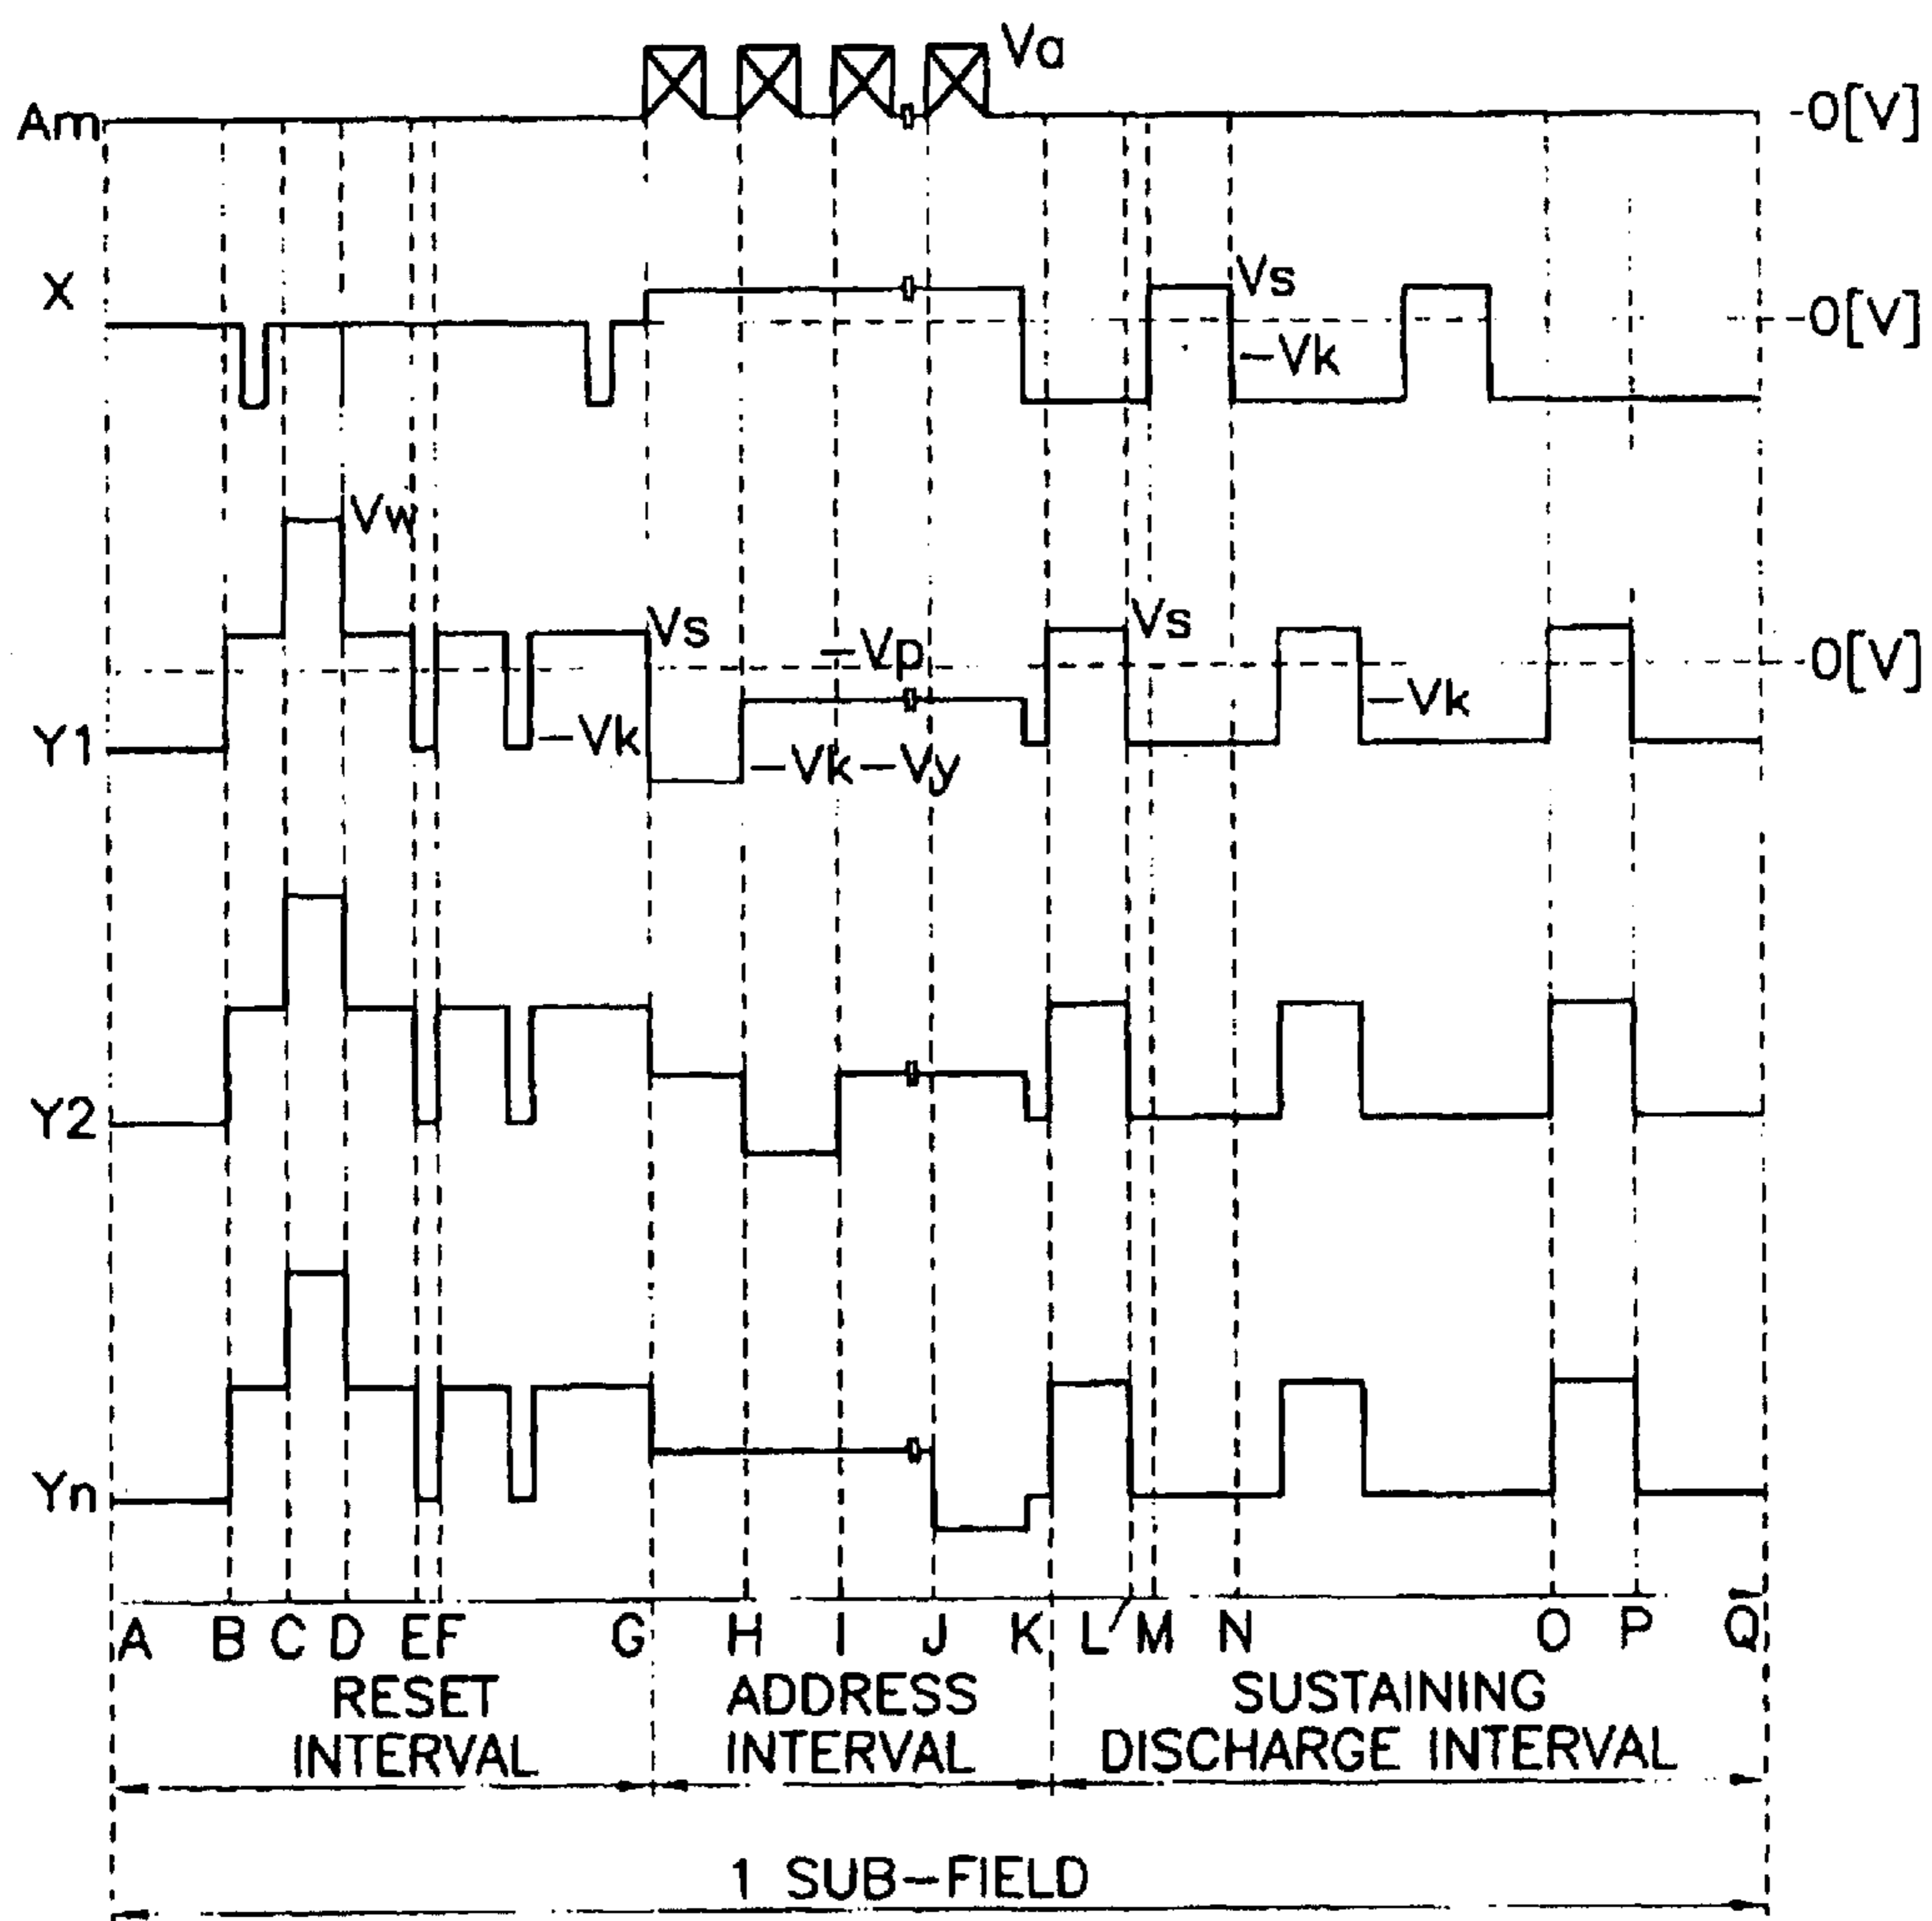 Va
Am
-0[V]
X
Vs
-0[V]
-Vk
Vw
Vs
-Vp
Vs
-0[V]
-Vk
Y1
-Vk
-Vk-Vy
Y2
Yn
A B C D E F G H I J K L M N O P Q
RESET INTERVAL
ADDRESS INTERVAL
SUSTAINING DISCHARGE INTERVAL
1 SUB-FIELD